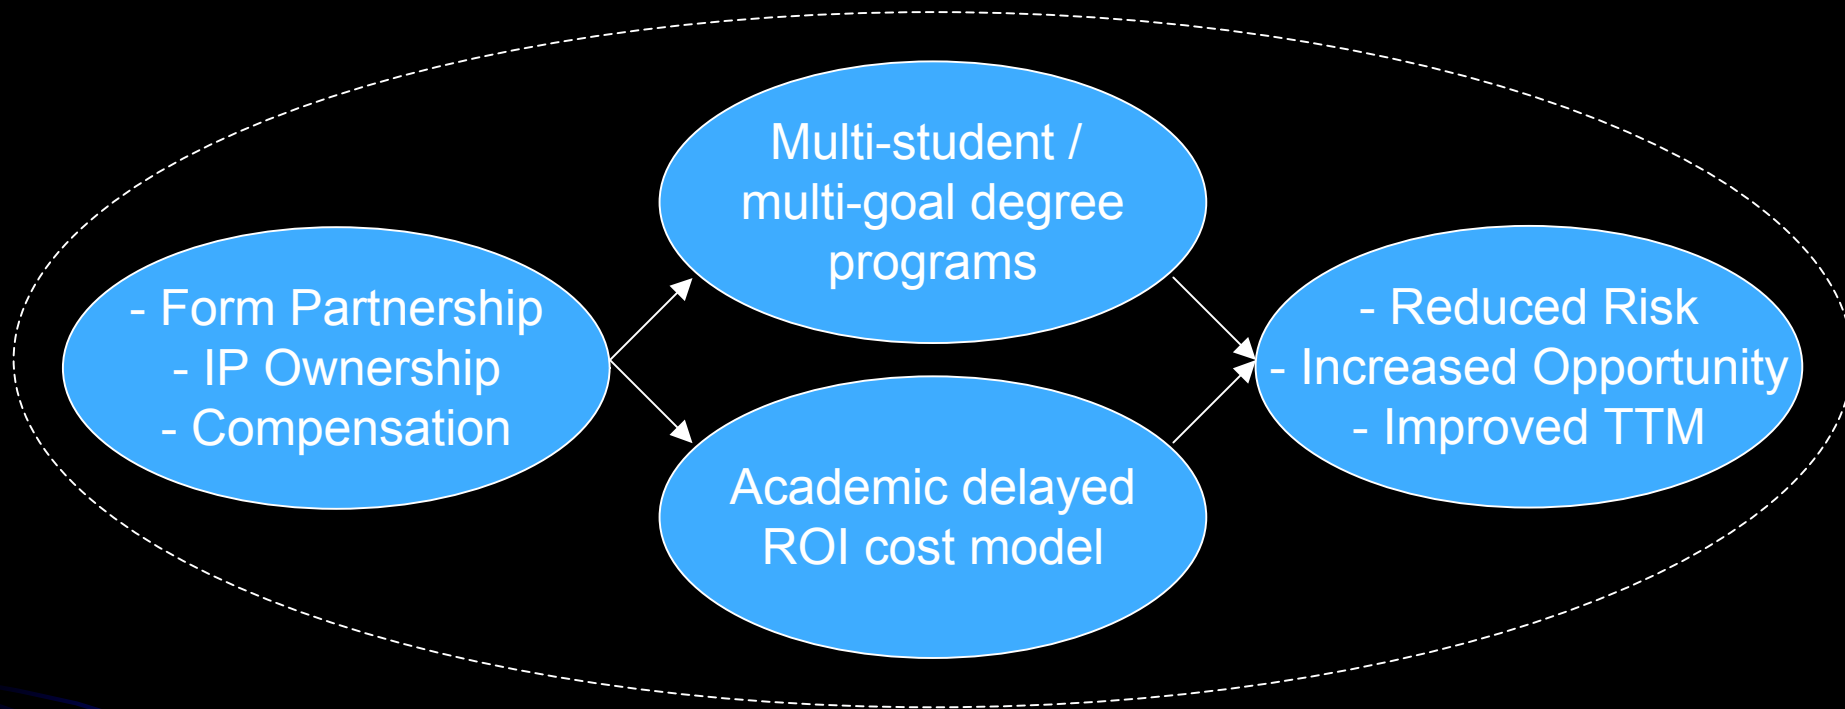 - Form Partnership
- IP Ownership
- Compensation
Multi-student /
multi-goal degree
programs
Academic delayed
ROI cost model
- Reduced Risk
- Increased Opportunity
- Improved TTM